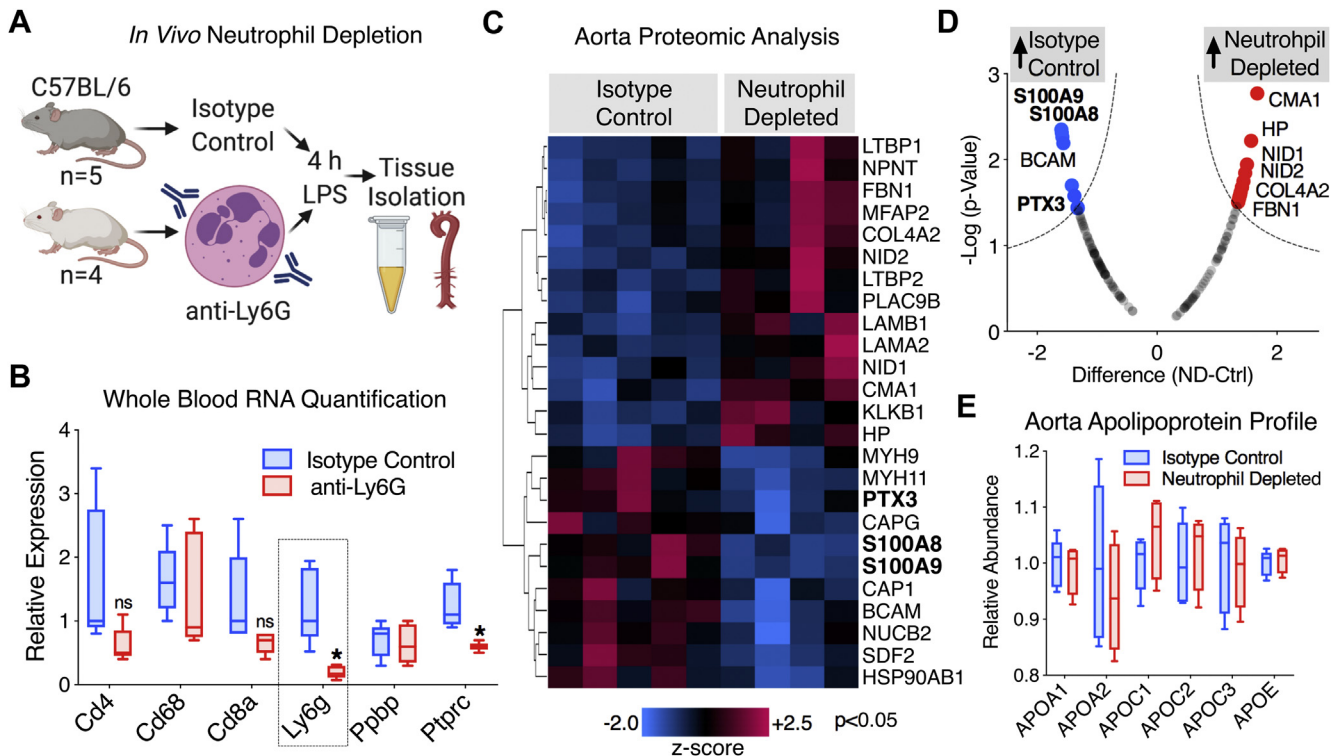 A
In Vivo Neutrophil Depletion
C57BL/6
n=5
Isotype
Control
4 h
LPS
Tissue
Isolation
n=4
anti-Ly6G
B
Whole Blood RNA Quantification
Relative Expression
4
3
2
1
0
Isotype Control
anti-Ly6G
ns
ns
*
*
Cd4
Cd68
Cd8a
Ly6g
Ppbp
Ptprc
C
Aorta Proteomic Analysis
Isotype
Control
Neutrophil
Depleted
LTBP1
NPNT
FBN1
MFAP2
COL4A2
NID2
LTBP2
PLAC9B
LAMB1
LAMA2
NID1
CMA1
KLKB1
HP
MYH9
MYH11
PTX3
CAPG
S100A8
S100A9
CAP1
BCAM
NUCB2
SDF2
HSP90AB1
-2.0
+2.5
z-score
p<0.05
D
Isotype
Control
Neutrohpil
Depleted
-Log (p-Value)
3
2
1
0
S100A9
S100A8
BCAM
PTX3
CMA1
HP
NID1
NID2
COL4A2
FBN1
-2
0
2
Difference (ND-Ctrl)
E
Aorta Apolipoprotein Profile
Relative Abundance
1.2
1.1
1.0
0.9
0.8
Isotype Control
Neutrophil Depleted
APOA1
APOA2
APOC1
APOC2
APOC3
APOE